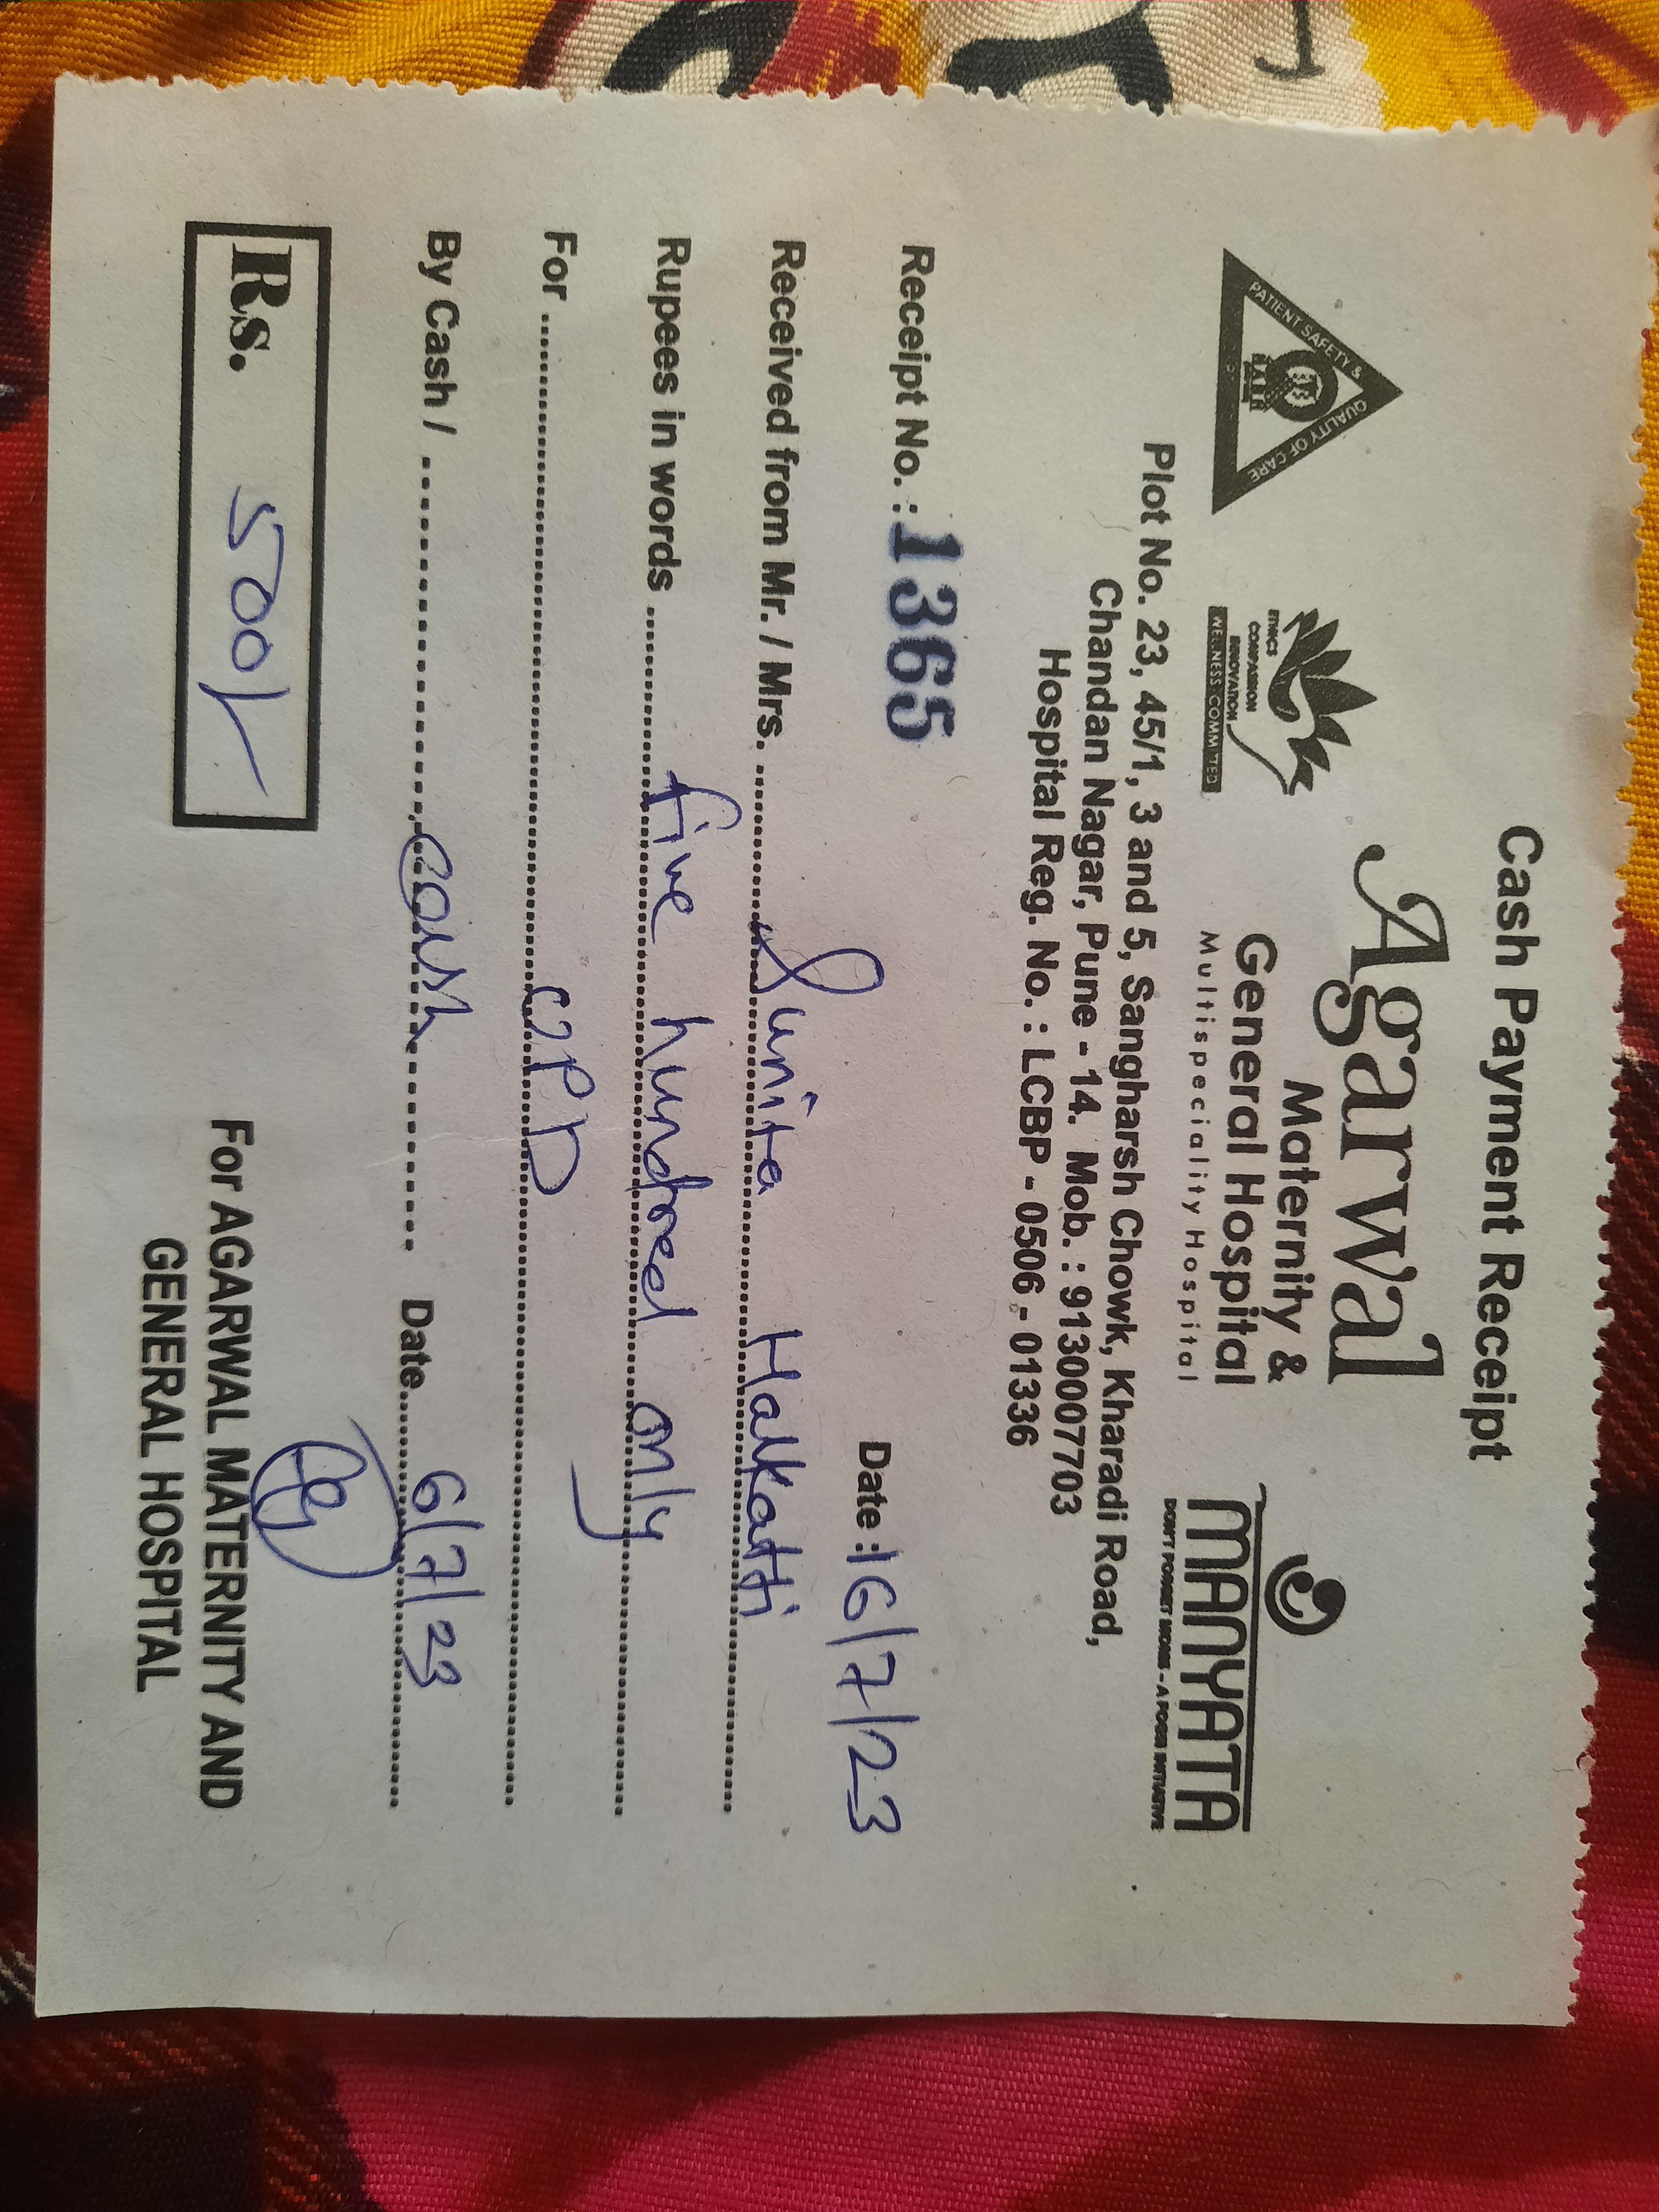 Cash Payment Receipt
PATIENT SAFETY & QUALITY OF CARE
ETHICS
COMPASSION
INNOVATION
WELLNESS COMMITTED
Agarwal
Maternity &
General Hospital
Multispeciality Hospital
MANYATA
DON'T FORGET MOMS - A FOGSI INITIATIVE
Plot No. 23, 45/1, 3 and 5, Sangharsh Chowk, Kharadi Road,
Chandan Nagar, Pune - 14. Mob. : 9130007703
Hospital Reg. No. : LCBP - 0506 - 01336
Receipt No. : 1365 Date : 16/7/23
Received from Mr. / Mrs. Sunita Halkatti
Rupees in words five hundred only
For OPD
By Cash / cash Date 6/7/23
Rs. 500/-
For AGARWAL MATERNITY AND
GENERAL HOSPITAL